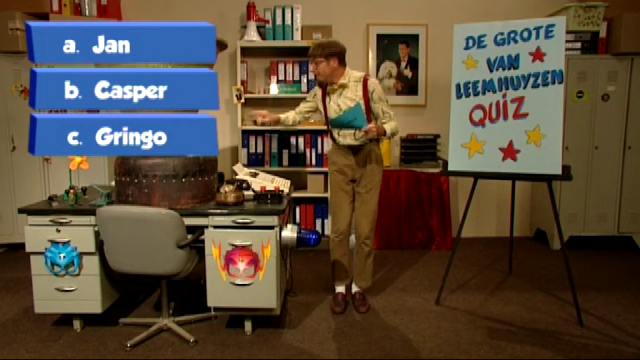 a. Jan
b. Casper
c. Gringo
DE GROTE
VAN
LEEMHUYZEN
QUIZ